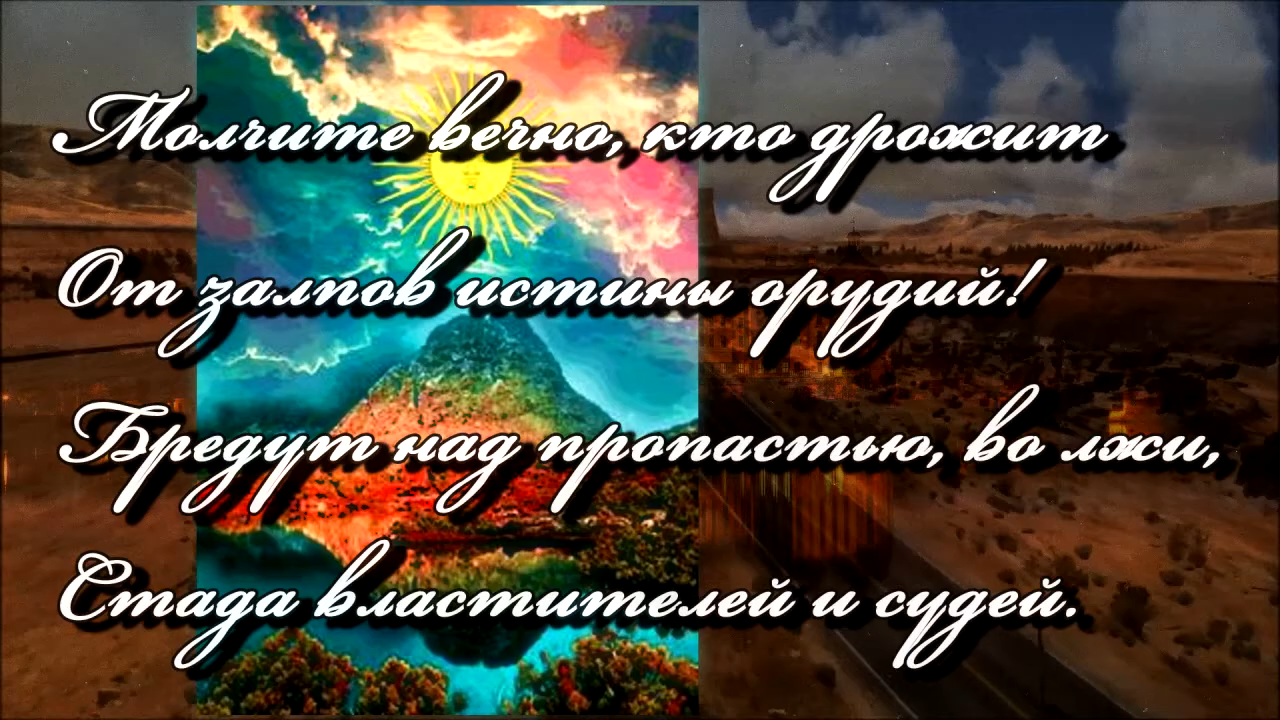 Молчите вечно, кто дрожит
От залпов истины орудий!
Бредут над пропастью, во лжи,
Стада властителей и судей.